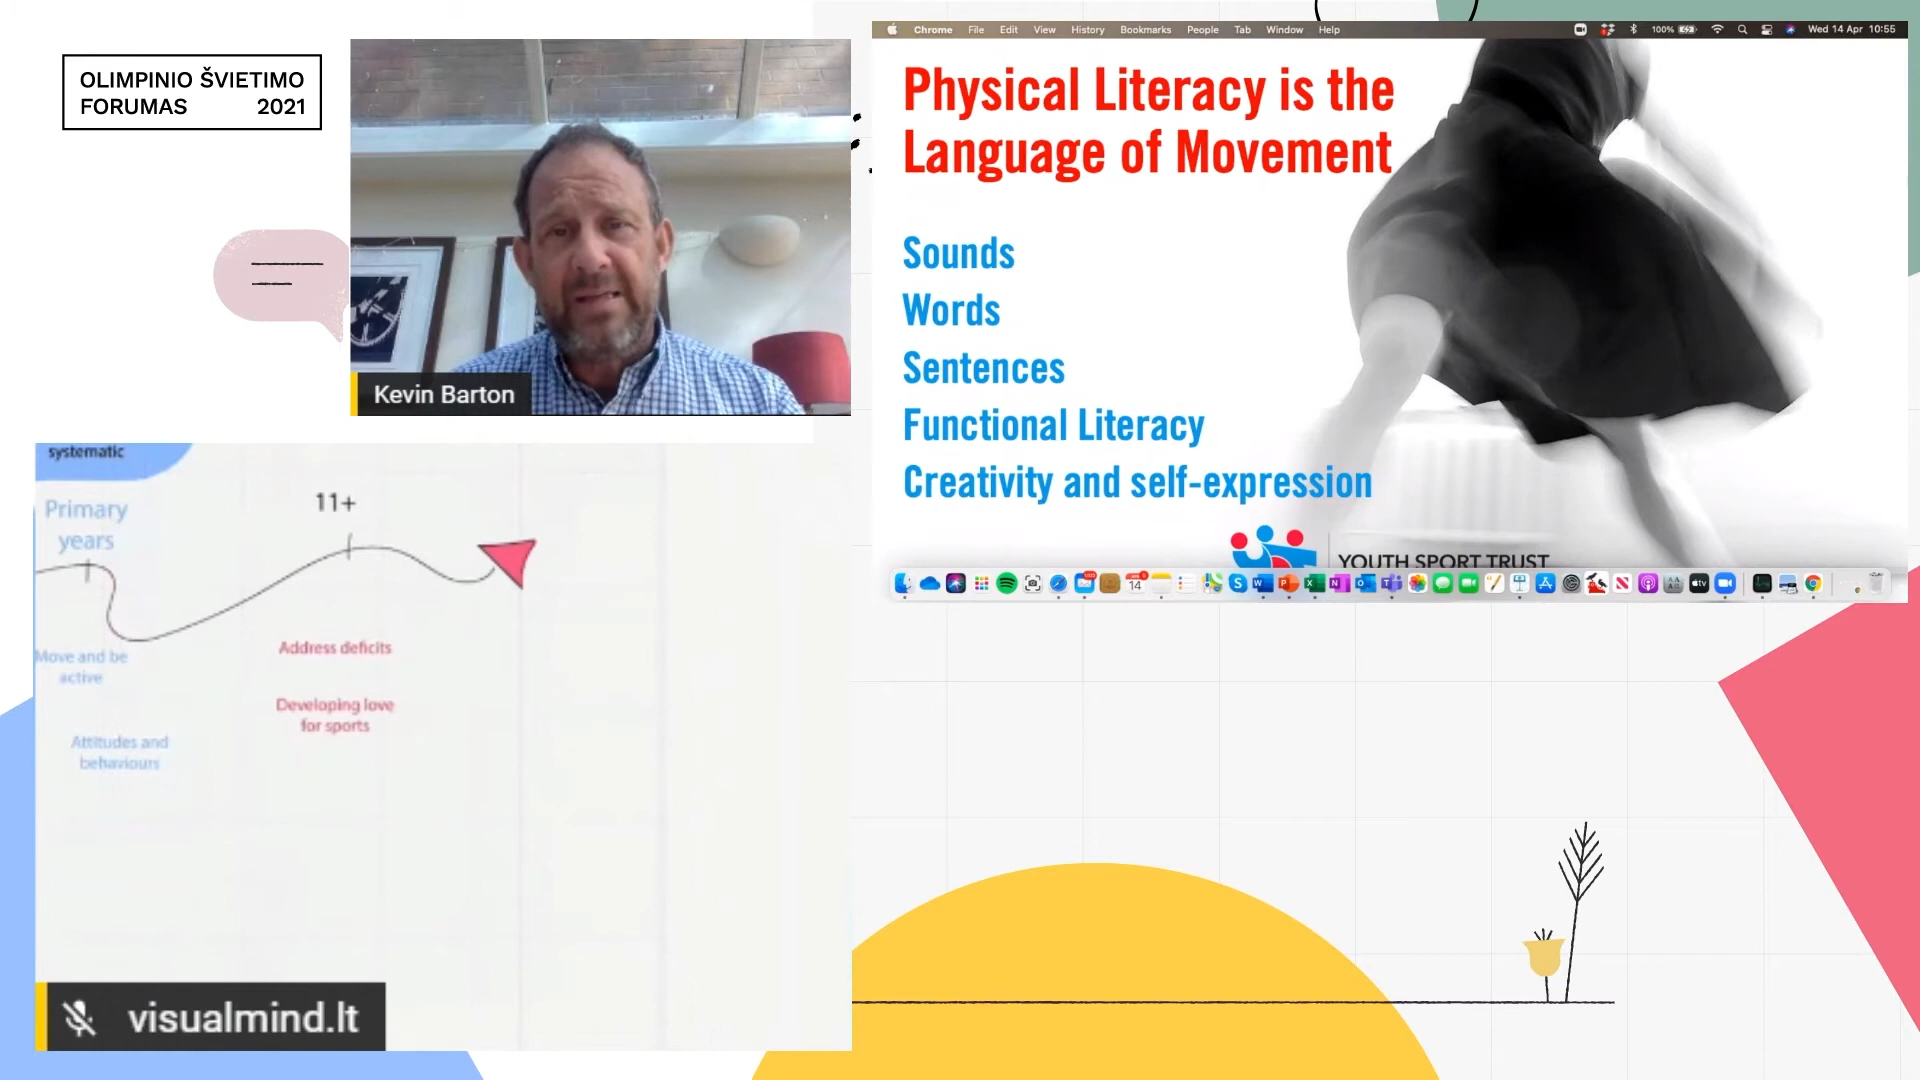 OLIMPINIO ŠVIETIMO
FORUMAS 2021
Kevin Barton
Chrome File Edit View History Bookmarks People Tab Window Help 100% Wed 14 Apr 10:55
Physical Literacy is the
Language of Movement
Sounds
Words
Sentences
Functional Literacy
Creativity and self-expression
YOUTH SPORT TRUST
systematic
Primary
years
11+
Move and be
active
Attitudes and
behaviours
Address deficits
Developing love
for sports
visualmind.lt